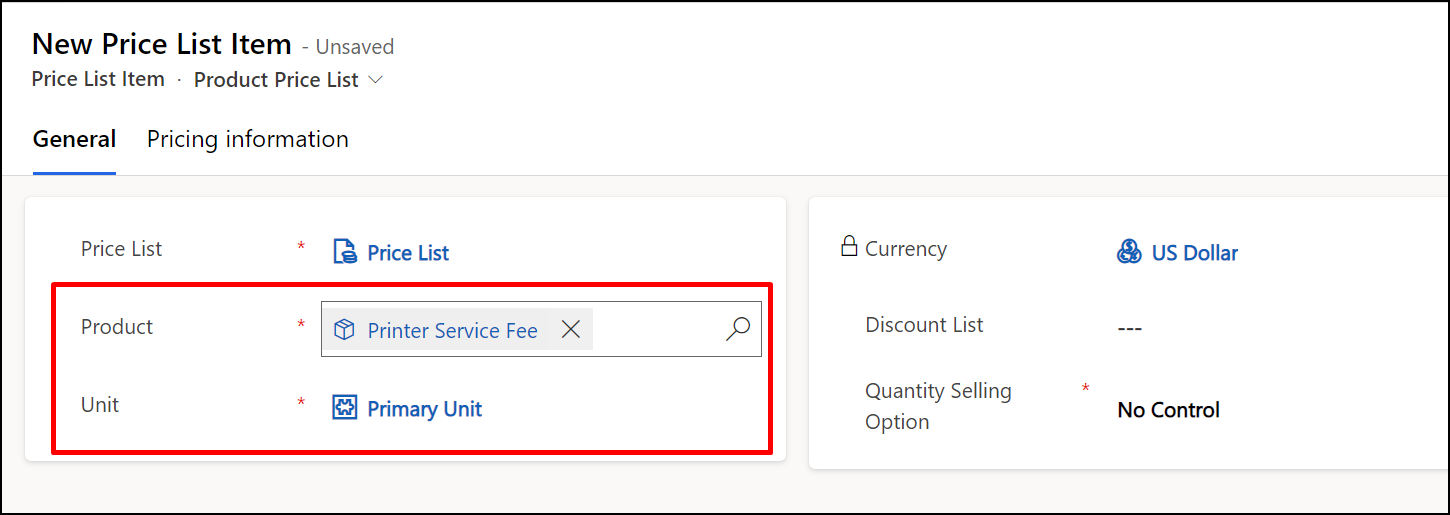 New Price List Item - Unsaved
Price List Item · Product Price List
General Pricing information
Price List * Price List
Product * Printer Service Fee
Unit * Primary Unit
Currency US Dollar
Discount List ---
Quantity Selling Option * No Control